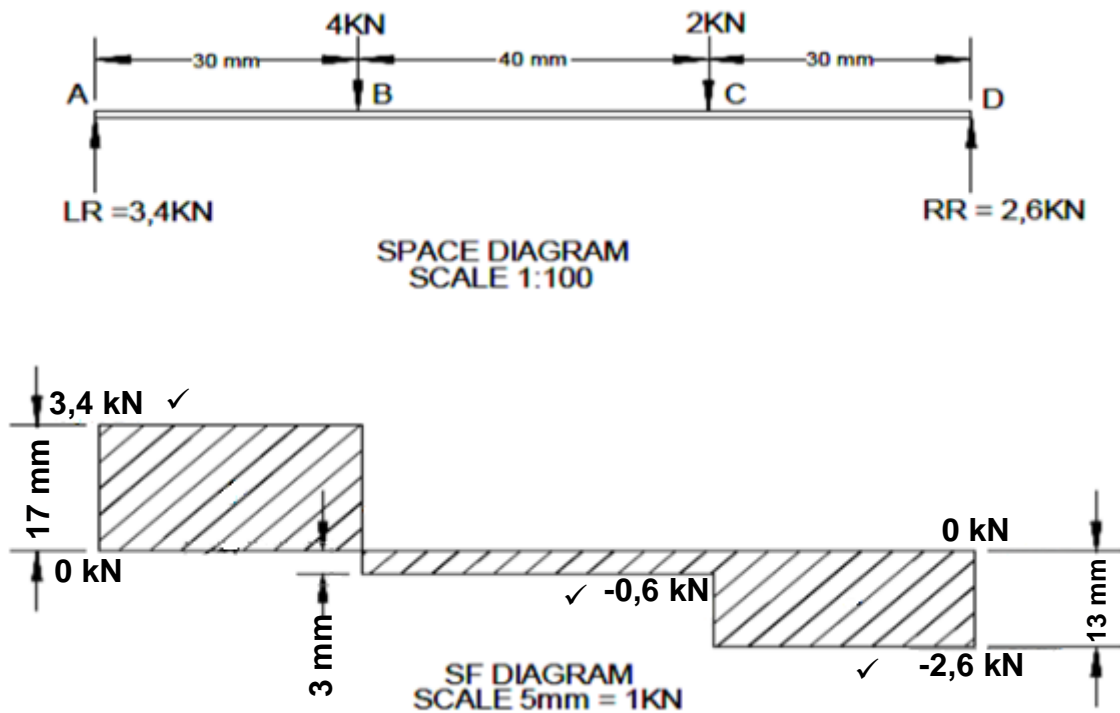 4KN 2KN
30 mm 40 mm 30 mm
A B C D
LR =3,4KN RR = 2,6KN
SPACE DIAGRAM
SCALE 1:100
3,4 kN ✓
17 mm
0 kN 0 kN
✓ -0,6 kN
3 mm
13 mm
✓ -2,6 kN
SF DIAGRAM
SCALE 5mm = 1KN